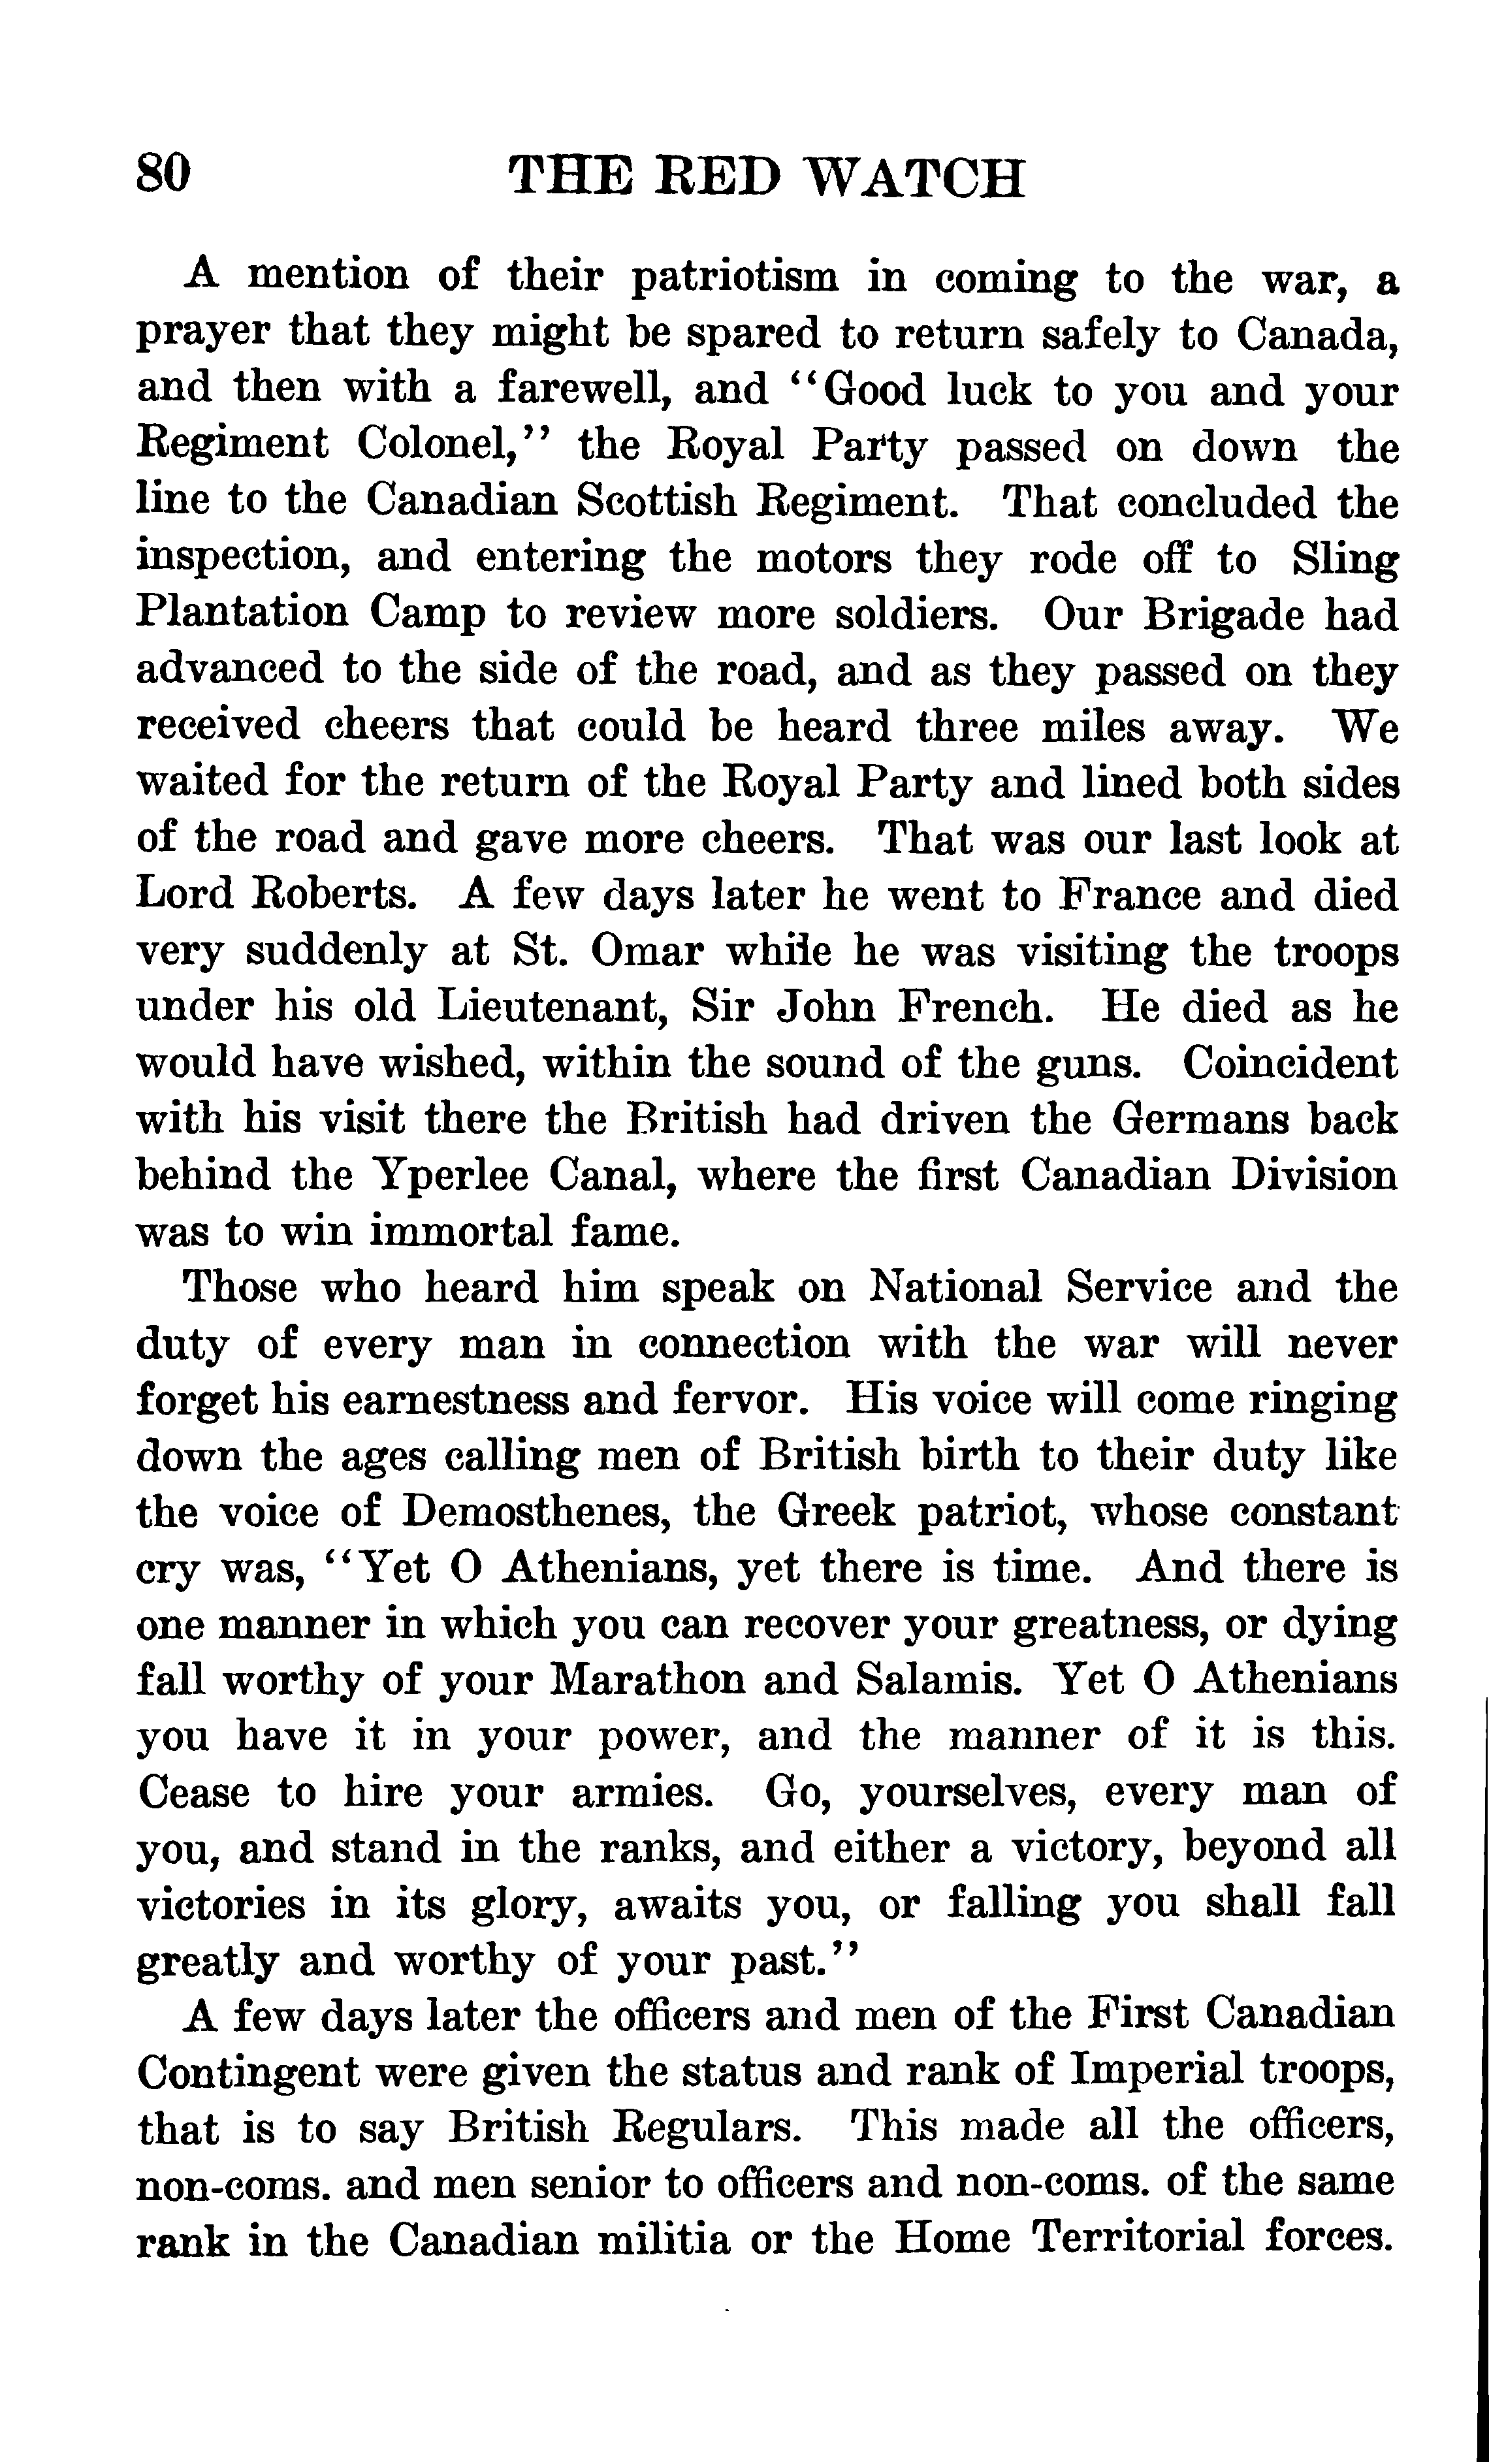 80 THE RED WATCH
A mention of their patriotism in coming to the war, a
prayer that they might be spared to return safely to Canada,
and then with a farewell, and "Good luck to you and your
Regiment Colonel," the Royal Party passed on down the
line to the Canadian Scottish Regiment. That concluded the
inspection, and entering the motors they rode off to Sling
Plantation Camp to review more soldiers. Our Brigade had
advanced to the side of the road, and as they passed on they
received cheers that could be heard three miles away. We
waited for the return of the Royal Party and lined both sides
of the road and gave more cheers. That was our last look at
Lord Roberts. A few days later he went to France and died
very suddenly at St. Omar while he was visiting the troops
under his old Lieutenant, Sir John French. He died as he
would have wished, within the sound of the guns. Coincident
with his visit there the British had driven the Germans back
behind the Yperlee Canal, where the first Canadian Division
was to win immortal fame.
Those who heard him speak on National Service and the
duty of every man in connection with the war will never
forget his earnestness and fervor. His voice will come ringing
down the ages calling men of British birth to their duty like
the voice of Demosthenes, the Greek patriot, whose constant
cry was, "Yet O Athenians, yet there is time. And there is
one manner in which you can recover your greatness, or dying
fall worthy of your Marathon and Salamis. Yet O Athenians
you have it in your power, and the manner of it is this.
Cease to hire your armies. Go, yourselves, every man of
you, and stand in the ranks, and either a victory, beyond all
victories in its glory, awaits you, or falling you shall fall
greatly and worthy of your past."
A few days later the officers and men of the First Canadian
Contingent were given the status and rank of Imperial troops,
that is to say British Regulars. This made all the officers,
non-coms. and men senior to officers and non-coms. of the same
rank in the Canadian militia or the Home Territorial forces.